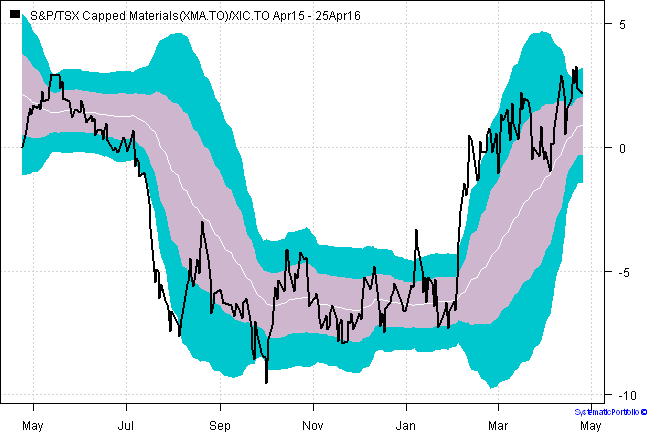 S&P/TSX Capped Materials(XMA.TO)/XIC.TO Apr15 - 25Apr16
5
0
-5
-10
SystematicPortfolio ©
May Jul Sep Nov Jan Mar May